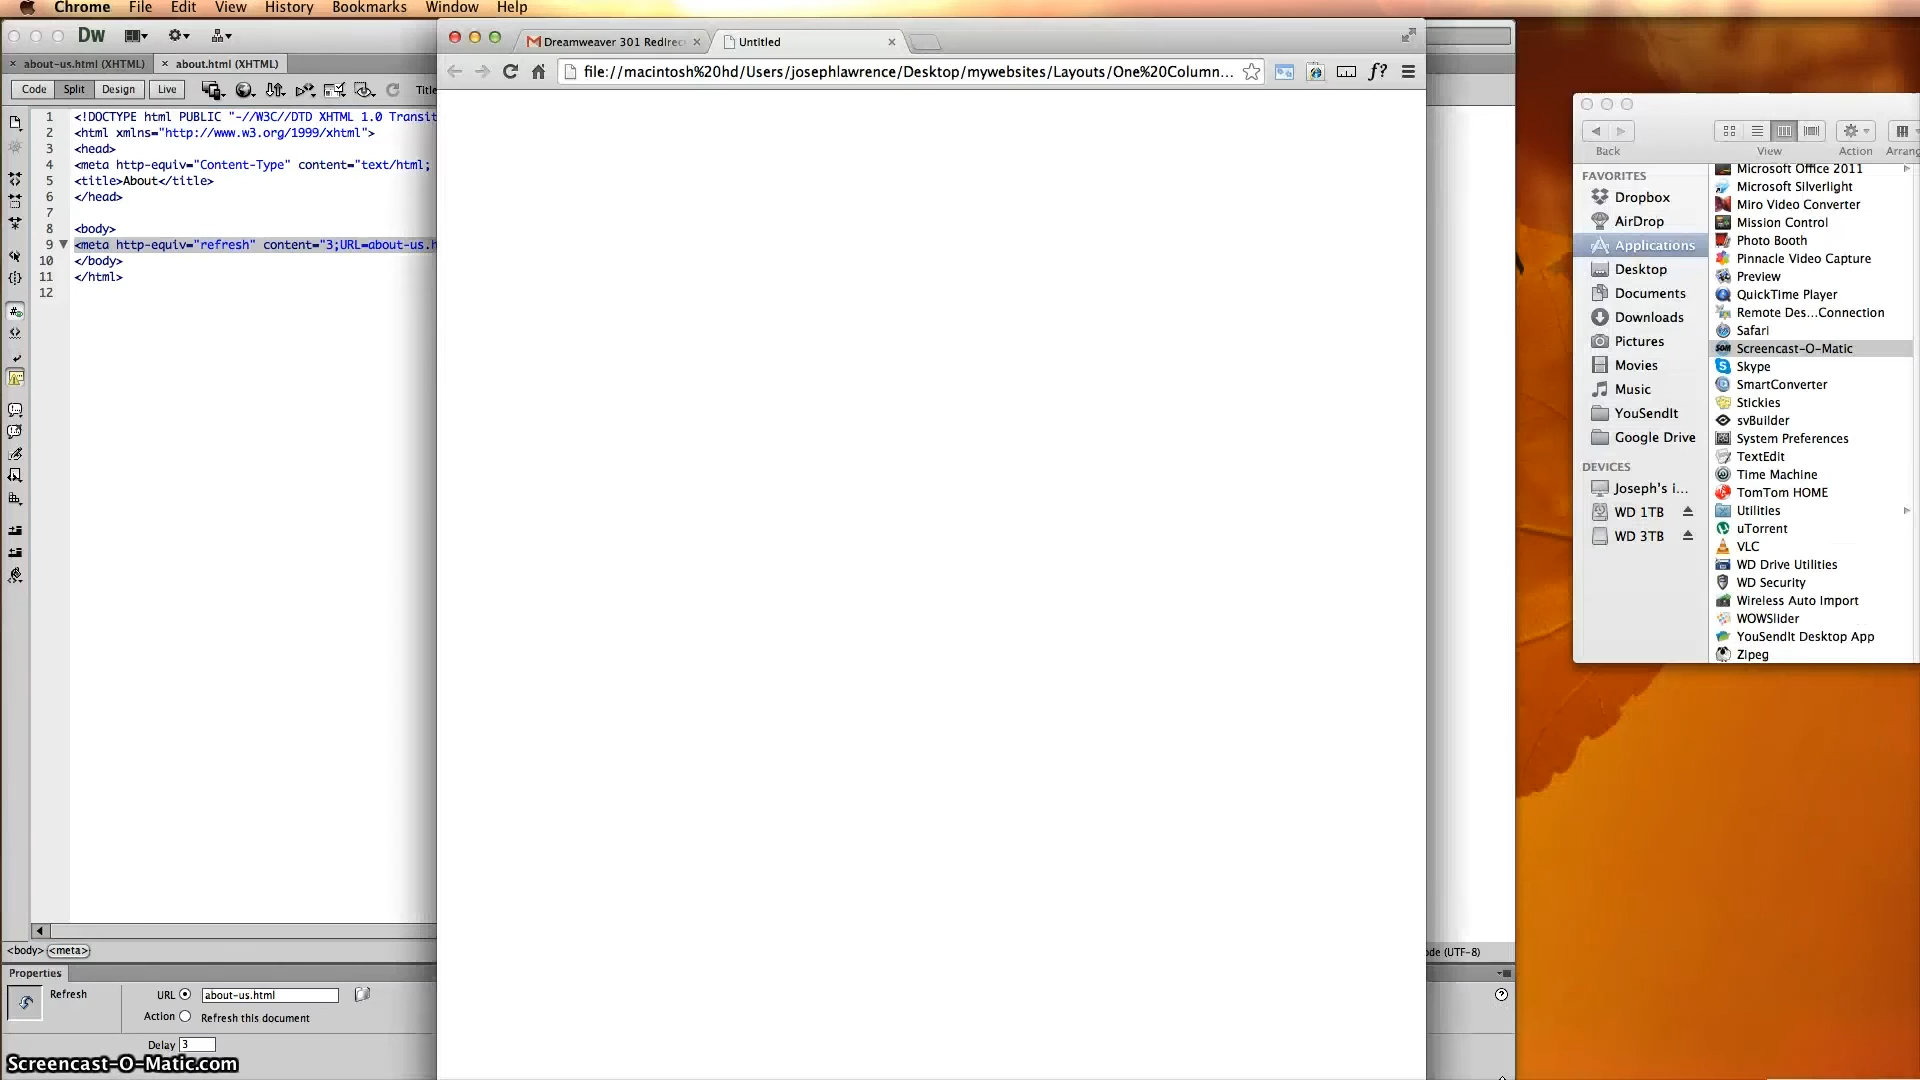 Chrome File Edit View History Bookmarks Window Help
Dw
Dreamweaver 301 Redirec
Untitled
about-us.html (XHTML)
about.html (XHTML)
file://macintosh%20hd/Users/josephlawrence/Desktop/mywebsites/Layouts/One%20Column...
f?
Code Split Design Live
Title
1 <!DOCTYPE html PUBLIC "-//W3C//DTD XHTML 1.0 Transit
2 <html xmlns="http://www.w3.org/1999/xhtml">
3 <head>
4 <meta http-equiv="Content-Type" content="text/html;
5 <title>About</title>
6 </head>
7
8 <body>
9 <meta http-equiv="refresh" content="3;URL=about-us.h
10 </body>
11 </html>
12
<body> <meta>
Properties
Refresh
URL about-us.html
Action Refresh this document
Delay 3
Screencast-O-Matic.com
ode (UTF-8)
Back
View
Action
Arrang
FAVORITES
Dropbox
AirDrop
Applications
Desktop
Documents
Downloads
Pictures
Movies
Music
YouSendIt
Google Drive
DEVICES
Joseph's i...
WD 1TB
WD 3TB
Microsoft Office 2011
Microsoft Silverlight
Miro Video Converter
Mission Control
Photo Booth
Pinnacle Video Capture
Preview
QuickTime Player
Remote Des...Connection
Safari
SOM Screencast-O-Matic
Skype
SmartConverter
Stickies
svBuilder
System Preferences
TextEdit
Time Machine
TomTom HOME
Utilities
uTorrent
VLC
WD Drive Utilities
WD Security
Wireless Auto Import
WOWSlider
YouSendIt Desktop App
Zipeg